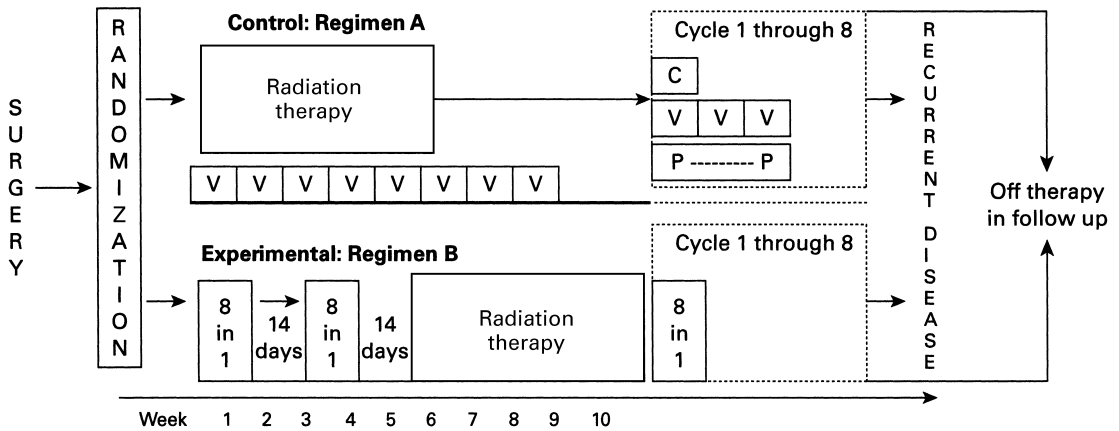 SURGERY
RANDOMIZATION
Control: Regimen A
Radiation
therapy
V V V V V V V V
Cycle 1 through 8
C
V V V
P --------- P
Experimental: Regimen B
8
in
1
14
days
8
in
1
14
days
Radiation
therapy
Cycle 1 through 8
8
in
1
RECURRENT DISEASE
Off therapy
in follow up
Week 1 2 3 4 5 6 7 8 9 10